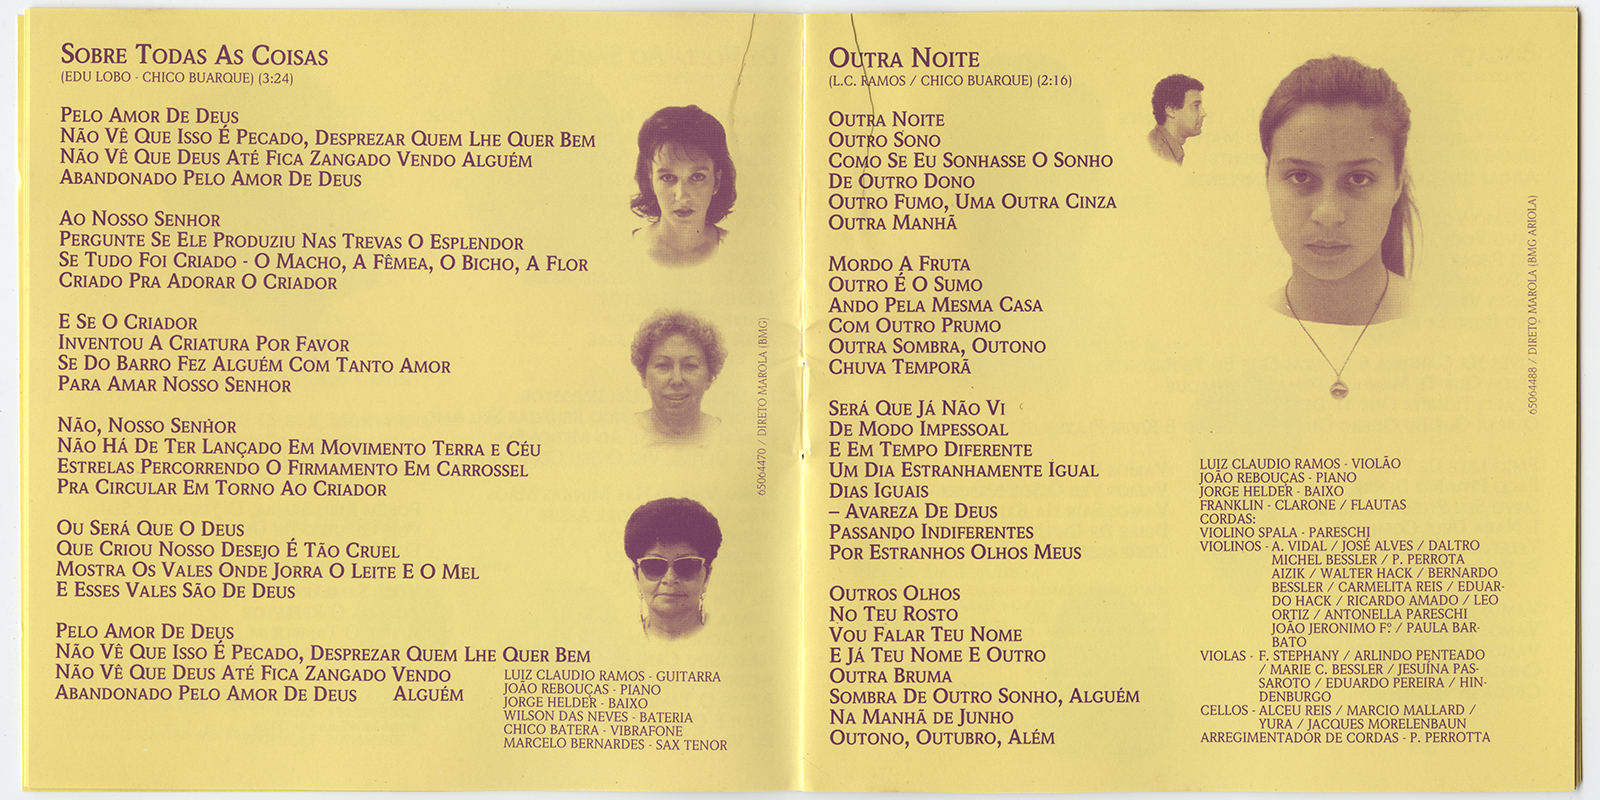 SOBRE TODAS AS COISAS
(EDU LOBO - CHICO BUARQUE) (3:24)
PELO AMOR DE DEUS
NÃO VÊ QUE ISSO É PECADO, DESPREZAR QUEM LHE QUER BEM
NÃO VÊ QUE DEUS ATÉ FICA ZANGADO VENDO ALGUÉM
ABANDONADO PELO AMOR DE DEUS
AO NOSSO SENHOR
PERGUNTE SE ELE PRODUZIU NAS TREVAS O ESPLENDOR
SE TUDO FOI CRIADO - O MACHO, A FÊMEA, O BICHO, A FLOR
CRIADO PRA ADORAR O CRIADOR
E SE O CRIADOR
INVENTOU A CRIATURA POR FAVOR
SE DO BARRO FEZ ALGUÉM COM TANTO AMOR
PARA AMAR NOSSO SENHOR
NÃO, NOSSO SENHOR
NÃO HÁ DE TER LANÇADO EM MOVIMENTO TERRA E CÉU
ESTRELAS PERCORRENDO O FIRMAMENTO EM CARROSSEL
PRA CIRCULAR EM TORNO AO CRIADOR
OU SERÁ QUE O DEUS
QUE CRIOU NOSSO DESEJO É TÃO CRUEL
MOSTRA OS VALES ONDE JORRA O LEITE E O MEL
E ESSES VALES SÃO DE DEUS
PELO AMOR DE DEUS
NÃO VÊ QUE ISSO É PECADO, DESPREZAR QUEM LHE QUER BEM
NÃO VÊ QUE DEUS ATÉ FICA ZANGADO VENDO
ABANDONADO PELO AMOR DE DEUS ALGUÉM
LUIZ CLAUDIO RAMOS - GUITARRA
JOÃO REBOUÇAS - PIANO
JORGE HELDER - BAIXO
WILSON DAS NEVES - BATERIA
CHICO BATERA - VIBRAFONE
MARCELO BERNARDES - SAX TENOR
65064470 / DIRETO MAROLA (BMG)
OUTRA NOITE
(L.C. RAMOS / CHICO BUARQUE) (2:16)
OUTRA NOITE
OUTRO SONO
COMO SE EU SONHASSE O SONHO
DE OUTRO DONO
OUTRO FUMO, UMA OUTRA CINZA
OUTRA MANHÃ
MORDO A FRUTA
OUTRO É O SUMO
ANDO PELA MESMA CASA
COM OUTRO PRUMO
OUTRA SOMBRA, OUTONO
CHUVA TEMPORÃ
SERÁ QUE JÁ NÃO VI
DE MODO IMPESSOAL
E EM TEMPO DIFERENTE
UM DIA ESTRANHAMENTE IGUAL
DIAS IGUAIS
– AVAREZA DE DEUS
PASSANDO INDIFERENTES
POR ESTRANHOS OLHOS MEUS
OUTROS OLHOS
NO TEU ROSTO
VOU FALAR TEU NOME
E JÁ TEU NOME E OUTRO
OUTRA BRUMA
SOMBRA DE OUTRO SONHO, ALGUÉM
NA MANHÃ DE JUNHO
OUTONO, OUTUBRO, ALÉM
65064488 / DIRETO MAROLA (BMG ARIOLA)
LUIZ CLAUDIO RAMOS - VIOLÃO
JOÃO REBOUÇAS - PIANO
JORGE HELDER - BAIXO
FRANKLIN - CLARONE / FLAUTAS
CORDAS:
VIOLINO SPALA - PARESCHI
VIOLINOS - A. VIDAL / JOSÉ ALVES / DALTRO
MICHEL BESSLER / P. PERROTA
AIZIK / WALTER HACK / BERNARDO
BESSLER / CARMELITA REIS / EDUAR-
DO HACK / RICARDO AMADO / LEO
ORTIZ / ANTONELLA PARESCHI
JOÃO JERONIMO Fº / PAULA BAR-
BATO
VIOLAS - F. STEPHANY / ARLINDO PENTEADO
/ MARIE C. BESSLER / JESUÍNA PAS-
SAROTO / EDUARDO PEREIRA / HIN-
DENBURGO
CELLOS - ALCEU REIS / MARCIO MALLARD /
YURA / JACQUES MORELENBAUN
ARREGIMENTADOR DE CORDAS - P. PERROTTA